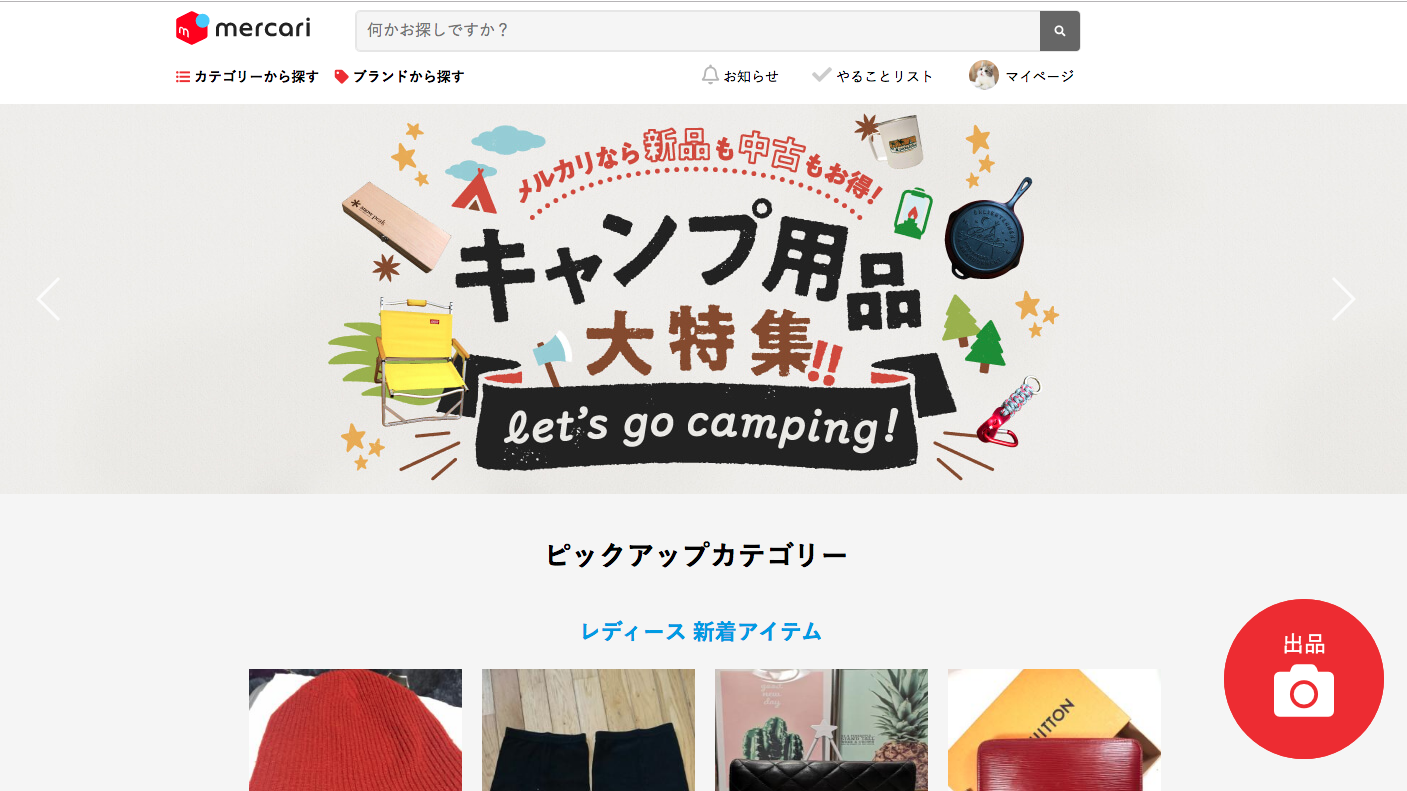 mercari
何かお探しですか？
カテゴリーから探す
ブランドから探す
お知らせ
やることリスト
マイページ
メルカリなら新品も中古もお得!
snow peak
キャンプ用品
大特集!!
let's go camping!
ピックアップカテゴリー
レディース 新着アイテム
出品
good
new
day
UITTON